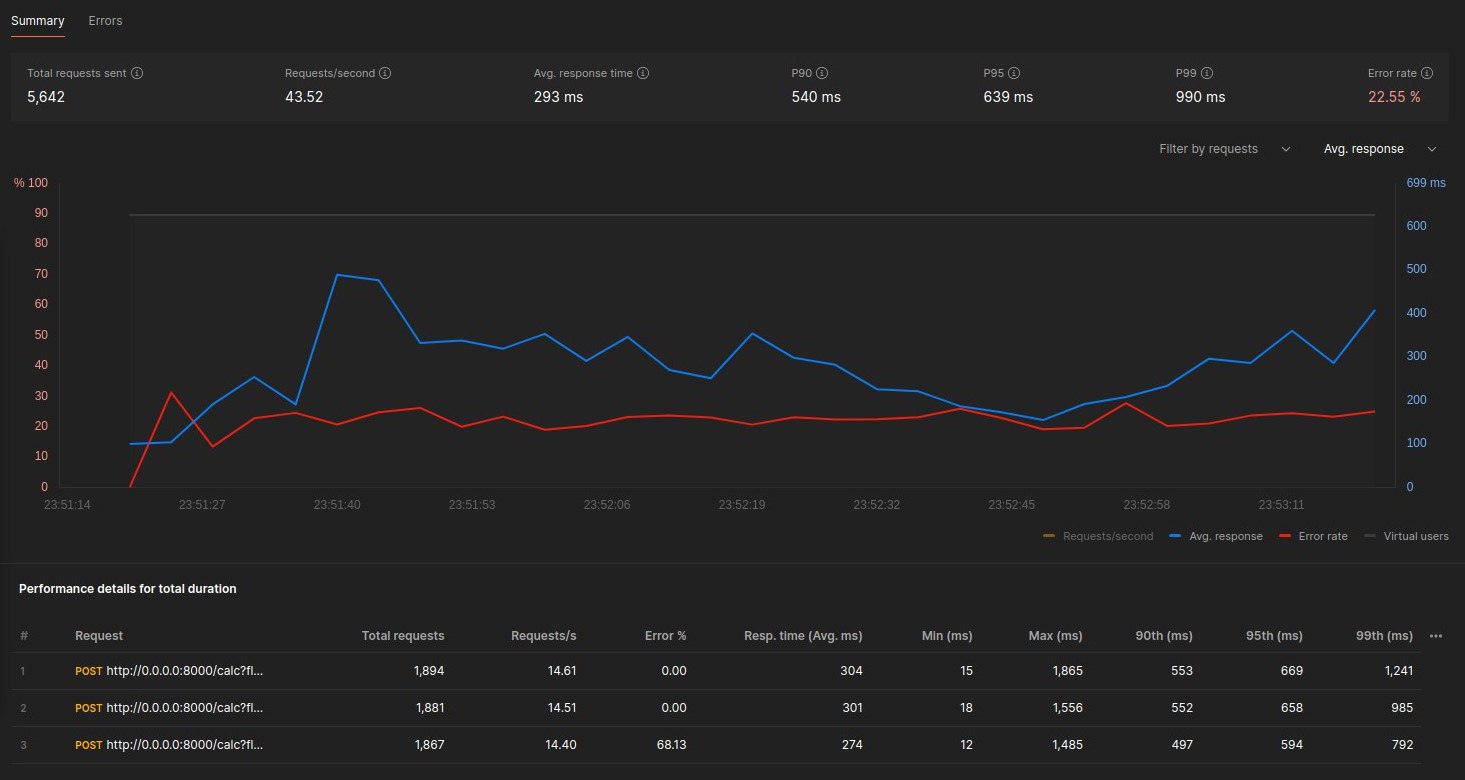 Summary Errors
Total requests sent Requests/second Avg. response time P90 P95 P99 Error rate
5,642 43.52 293 ms 540 ms 639 ms 990 ms 22.55 %
Filter by requests Avg. response
% 100 699 ms
90
600
80
70 500
60
400
50
40 300
30
200
20
10 100
0 0
23:51:14 23:51:27 23:51:40 23:51:53 23:52:06 23:52:19 23:52:32 23:52:45 23:52:58 23:53:11
Requests/second Avg. response Error rate Virtual users
Performance details for total duration
# Request Total requests Requests/s Error % Resp. time (Avg. ms) Min (ms) Max (ms) 90th (ms) 95th (ms) 99th (ms) ...
1 POST http://0.0.0.0:8000/calc?fl... 1,894 14.61 0.00 304 15 1,865 553 669 1,241
2 POST http://0.0.0.0:8000/calc?fl... 1,881 14.51 0.00 301 18 1,556 552 658 985
3 POST http://0.0.0.0:8000/calc?fl... 1,867 14.40 68.13 274 12 1,485 497 594 792